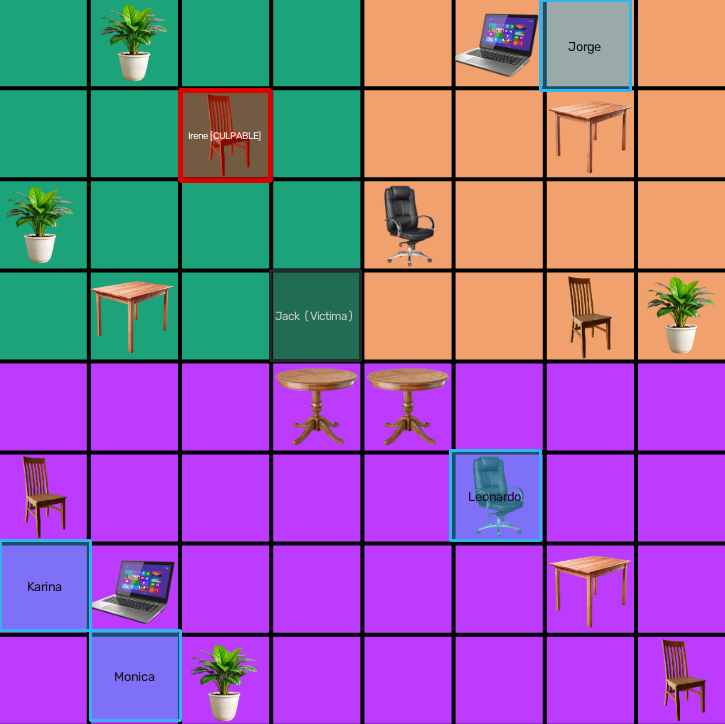 Jorge
Irene [CULPABLE]
Jack (Victima)
Leonardo
Karina
Monica